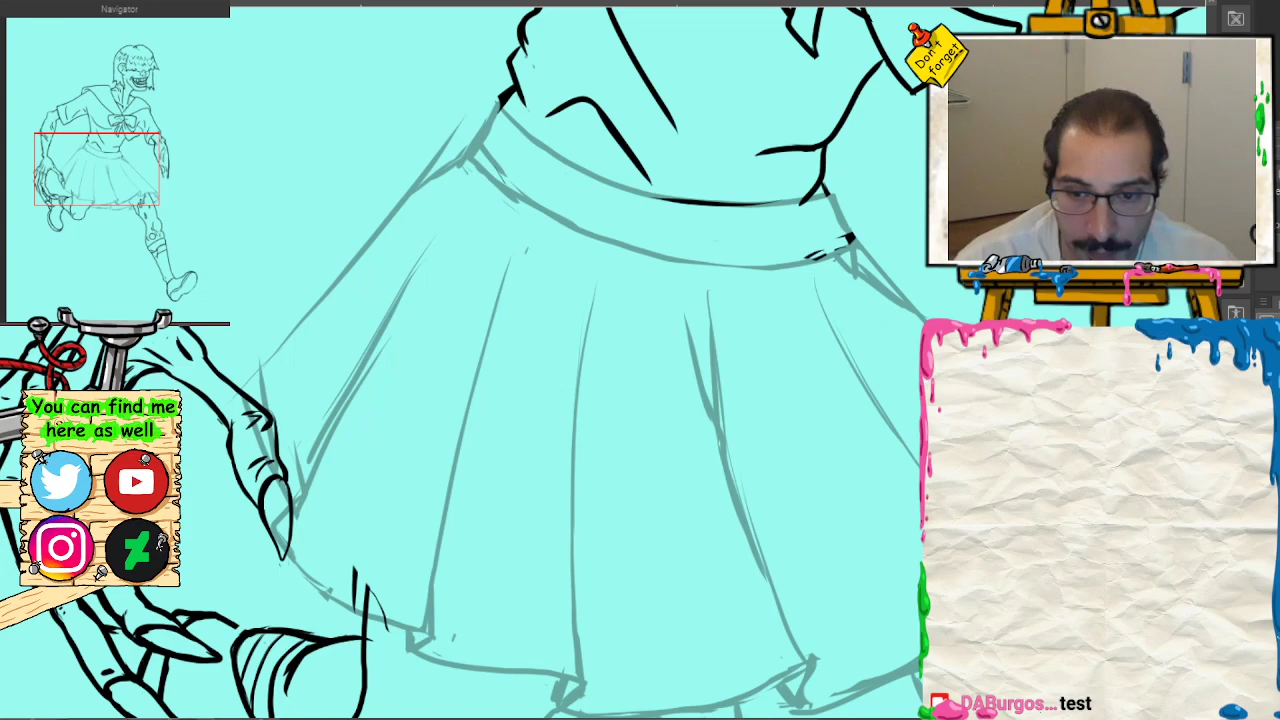 Navigator
Don't
forget
You can find me
here as well
DABurgos... test